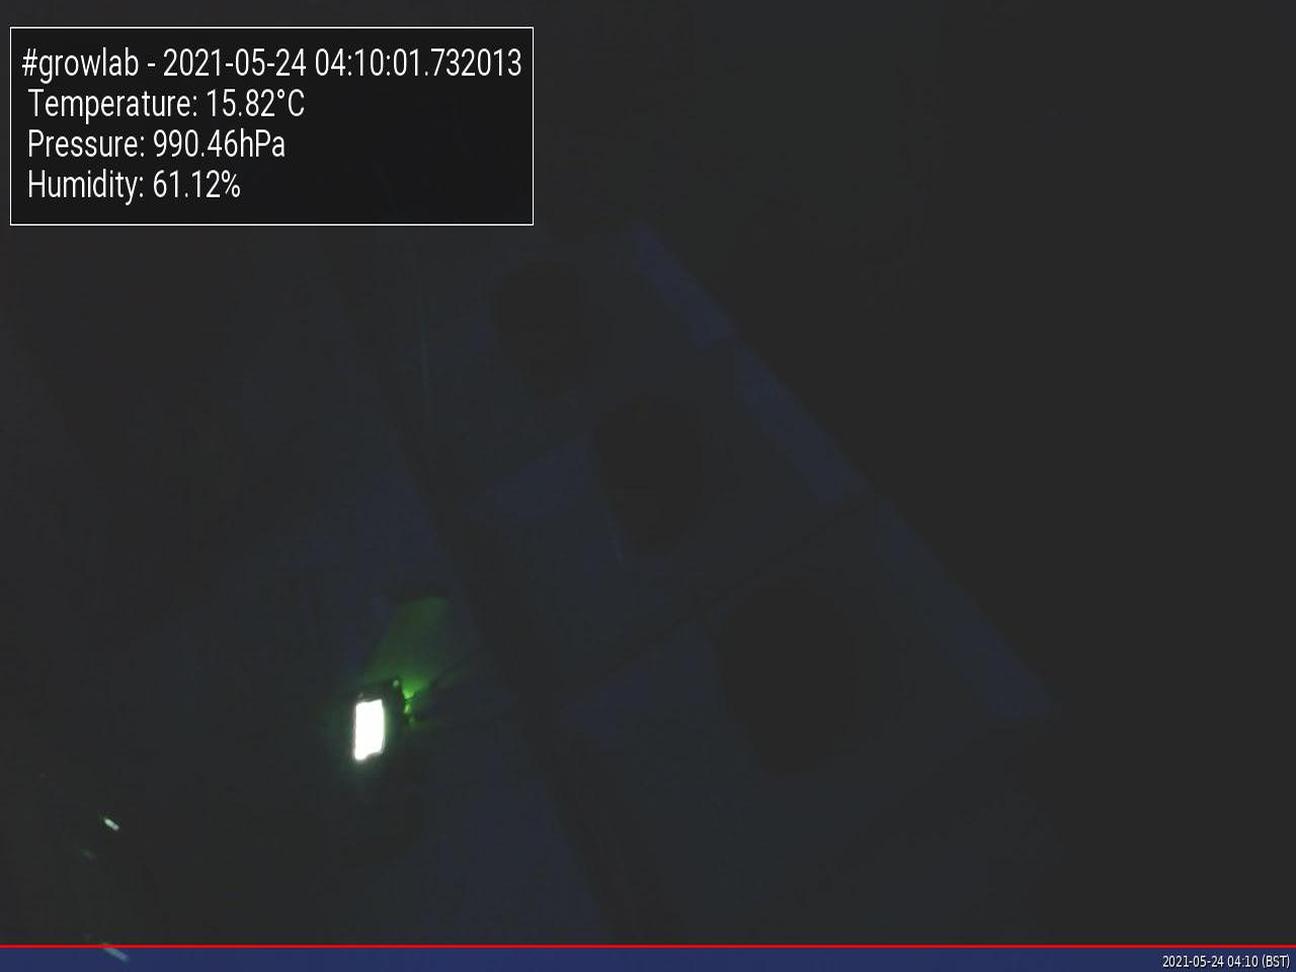 #growlab - 2021-05-24 04:10:01.732013
Temperature: 15.82°C
Pressure: 990.46hPa
Humidity: 61.12%
2021-05-24 04:10 (BST)